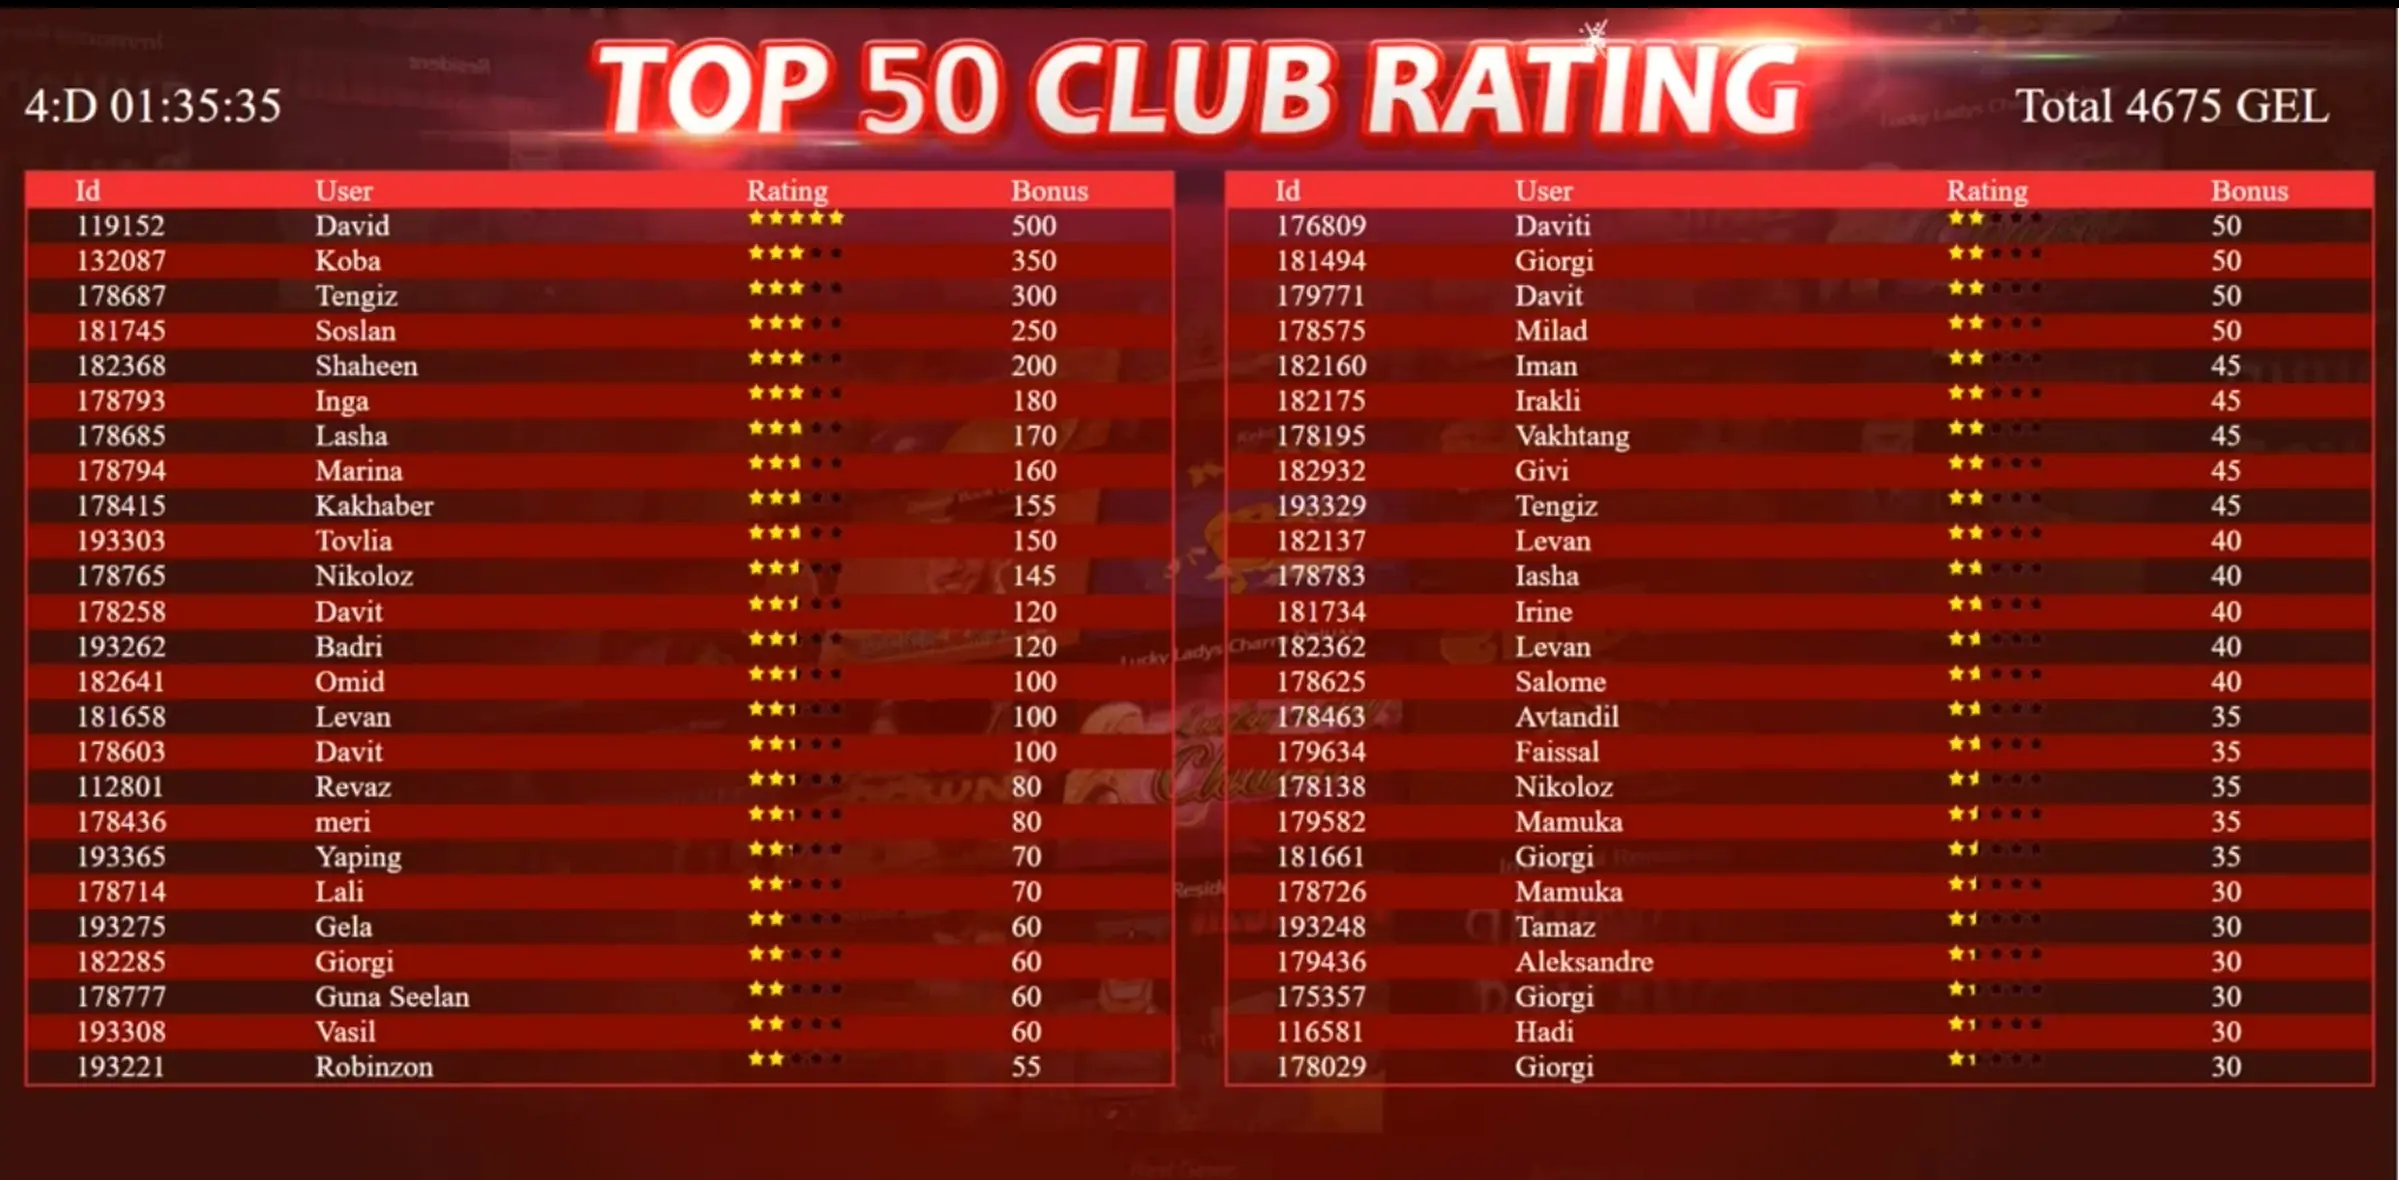 TOP 50 CLUB RATING
4:D 01:35:35
Total 4675 GEL
Id User Rating Bonus
119152 David 500
132087 Koba 350
178687 Tengiz 300
181745 Soslan 250
182368 Shaheen 200
178793 Inga 180
178685 Lasha 170
178794 Marina 160
178415 Kakhaber 155
193303 Tovlia 150
178765 Nikoloz 145
178258 Davit 120
193262 Badri 120
182641 Omid 100
181658 Levan 100
178603 Davit 100
112801 Revaz 80
178436 meri 80
193365 Yaping 70
178714 Lali 70
193275 Gela 60
182285 Giorgi 60
178777 Guna Seelan 60
193308 Vasil 60
193221 Robinzon 55
Id User Rating Bonus
176809 Daviti 50
181494 Giorgi 50
179771 Davit 50
178575 Milad 50
182160 Iman 45
182175 Irakli 45
178195 Vakhtang 45
182932 Givi 45
193329 Tengiz 45
182137 Levan 40
178783 Iasha 40
181734 Irine 40
182362 Levan 40
178625 Salome 40
178463 Avtandil 35
179634 Faissal 35
178138 Nikoloz 35
179582 Mamuka 35
181661 Giorgi 35
178726 Mamuka 30
193248 Tamaz 30
179436 Aleksandre 30
175357 Giorgi 30
116581 Hadi 30
178029 Giorgi 30
Lucky Ladys Charm